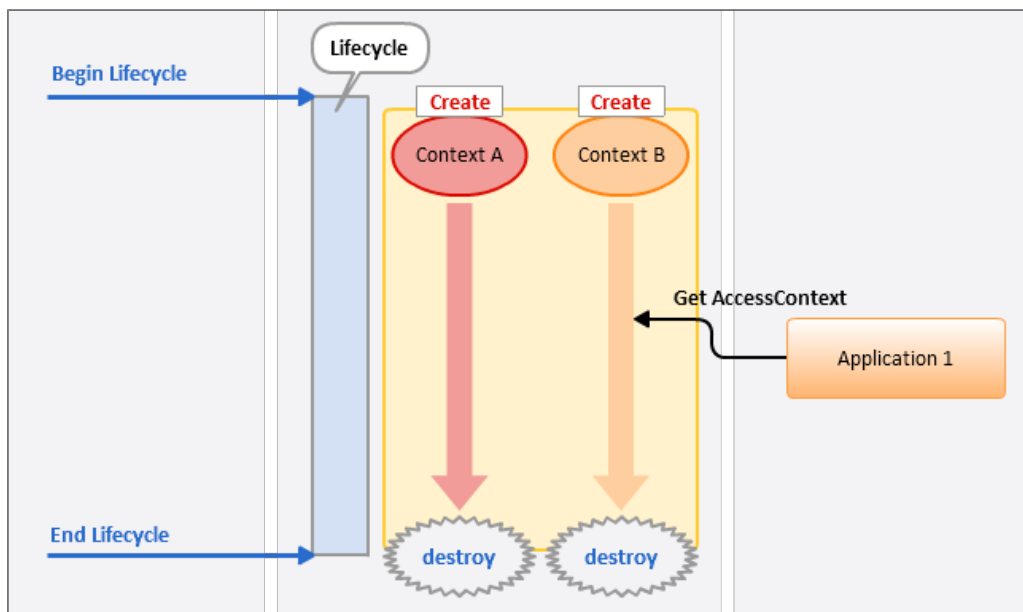 Lifecycle
Begin Lifecycle
Create
Create
Context A
Context B
Get AccessContext
Application 1
End Lifecycle
destroy
destroy